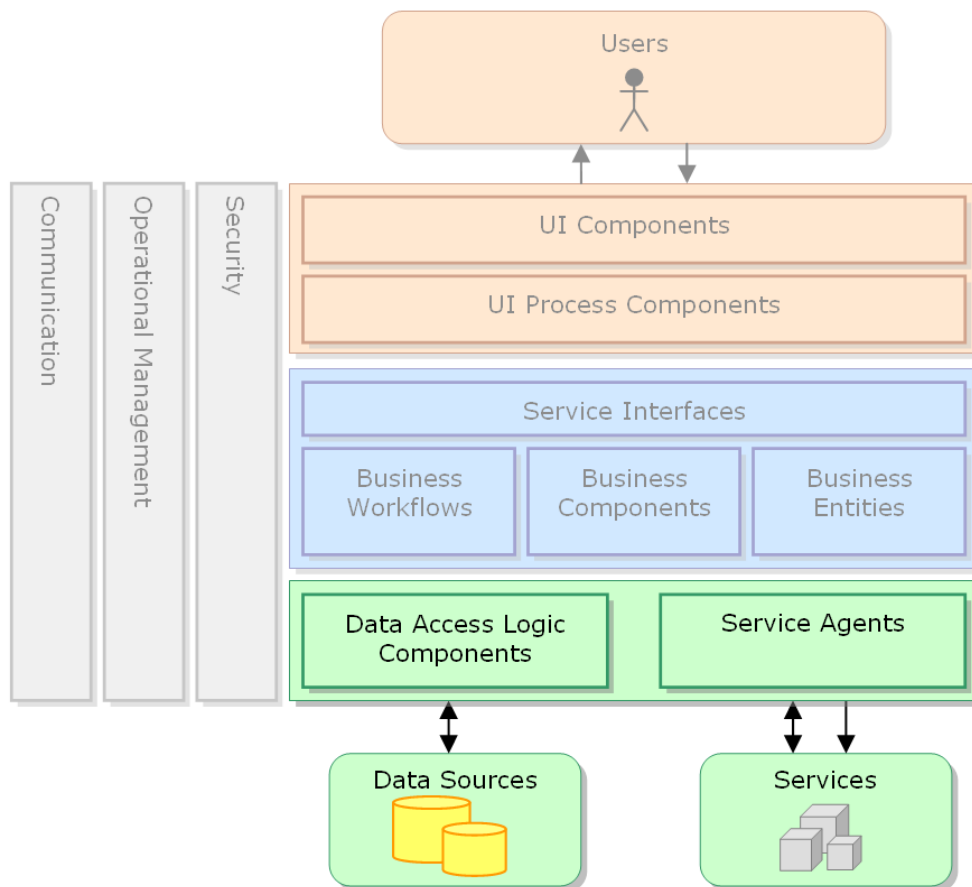 Users
Communication
Operational Management
Security
UI Components
UI Process Components
Service Interfaces
Business
Workflows
Business
Components
Business
Entities
Data Access Logic
Components
Service Agents
Data Sources
Services